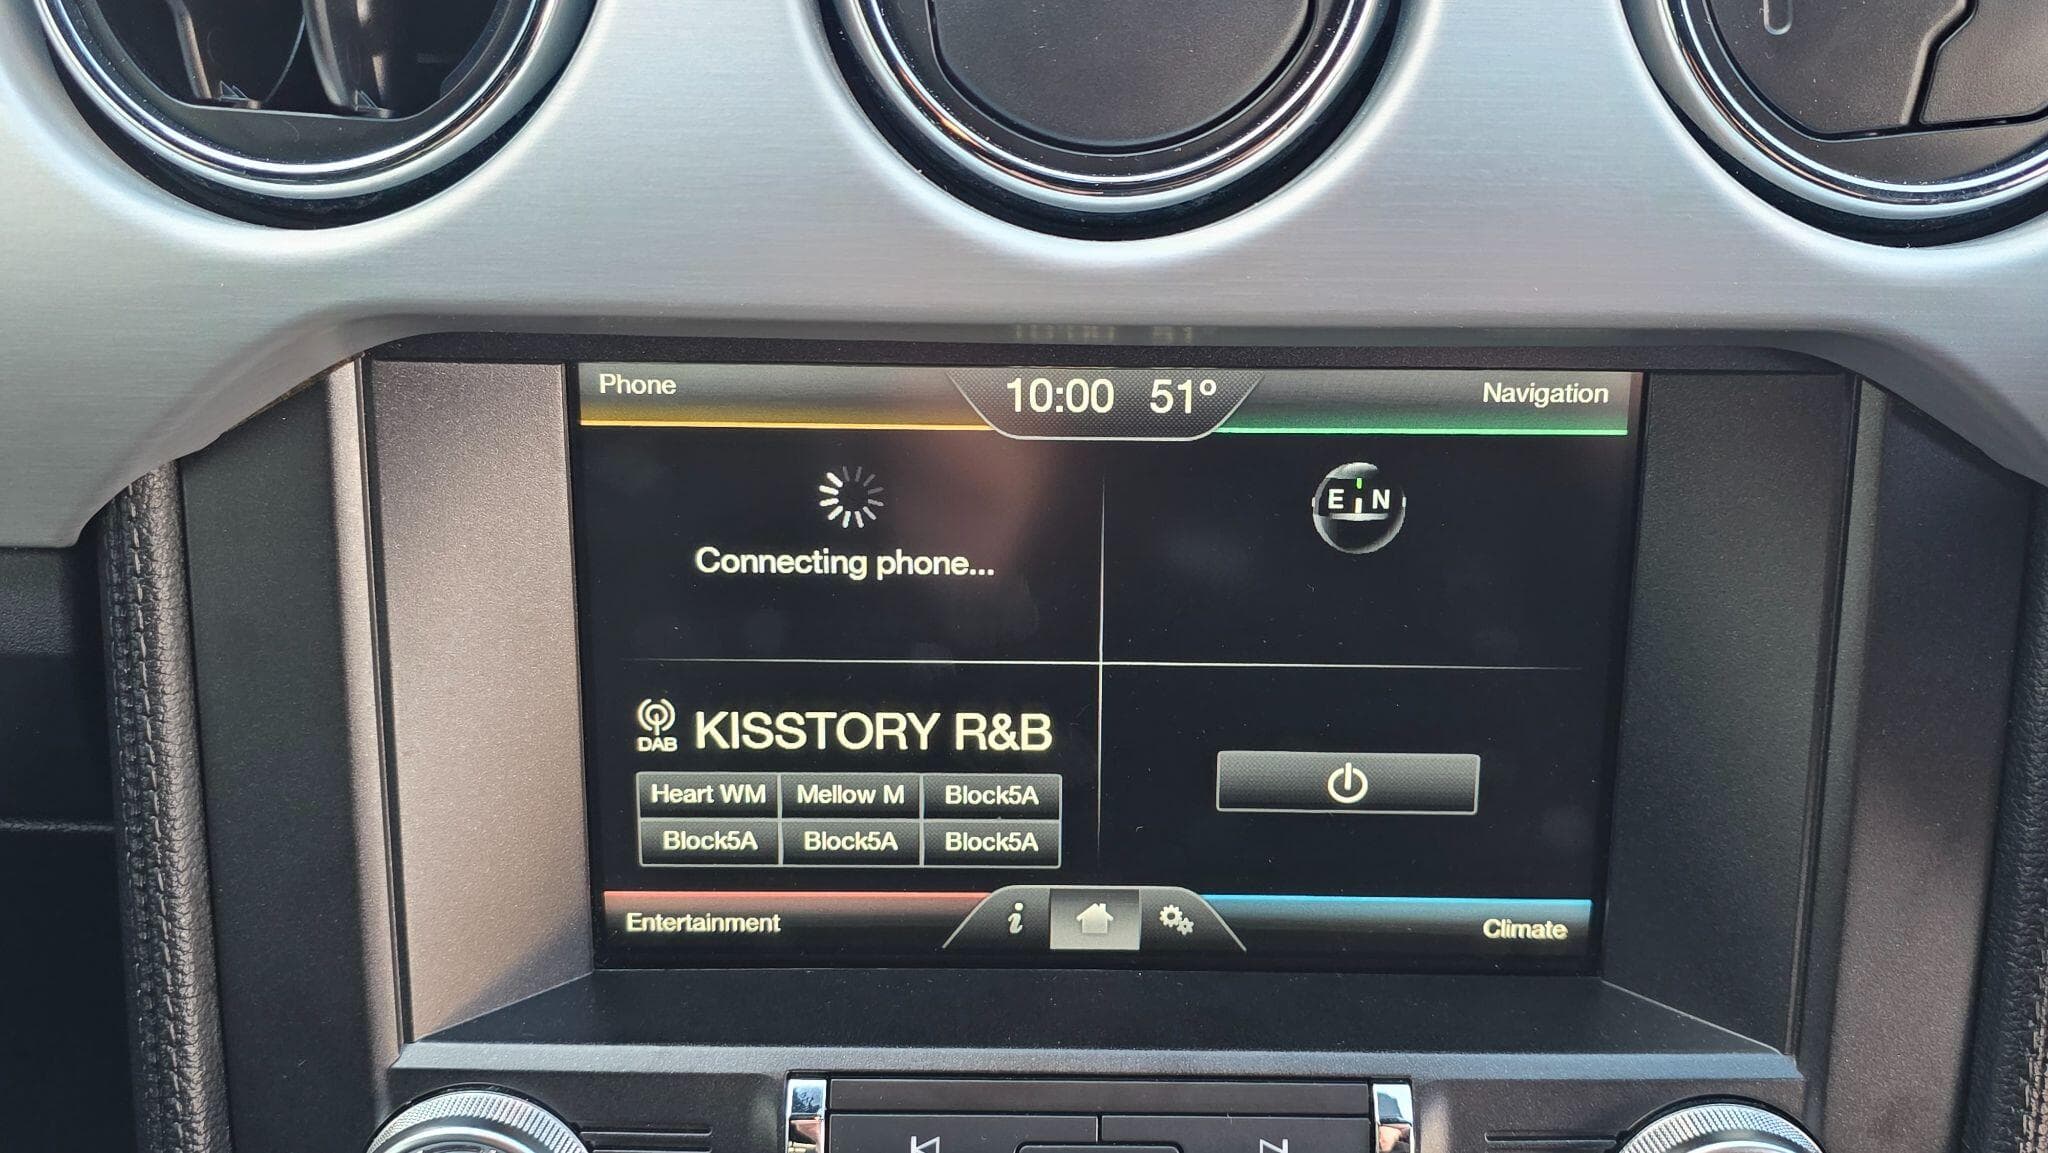 Phone
10:00 51°
Navigation
Connecting phone...
E N
DAB
KISSTORY R&B
Heart WM Mellow M Block5A
Block5A Block5A Block5A
Entertainment
i
Climate